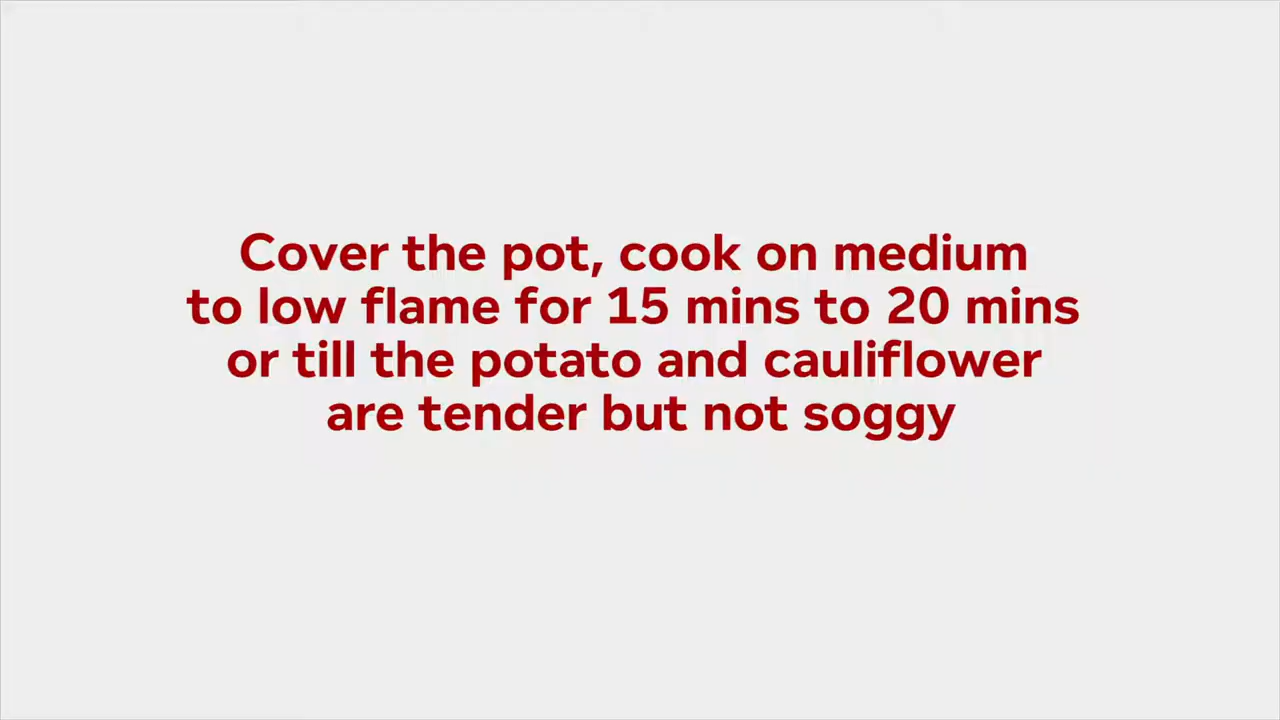 Cover the pot, cook on medium
to low flame for 15 mins to 20 mins
or till the potato and cauliflower
are tender but not soggy